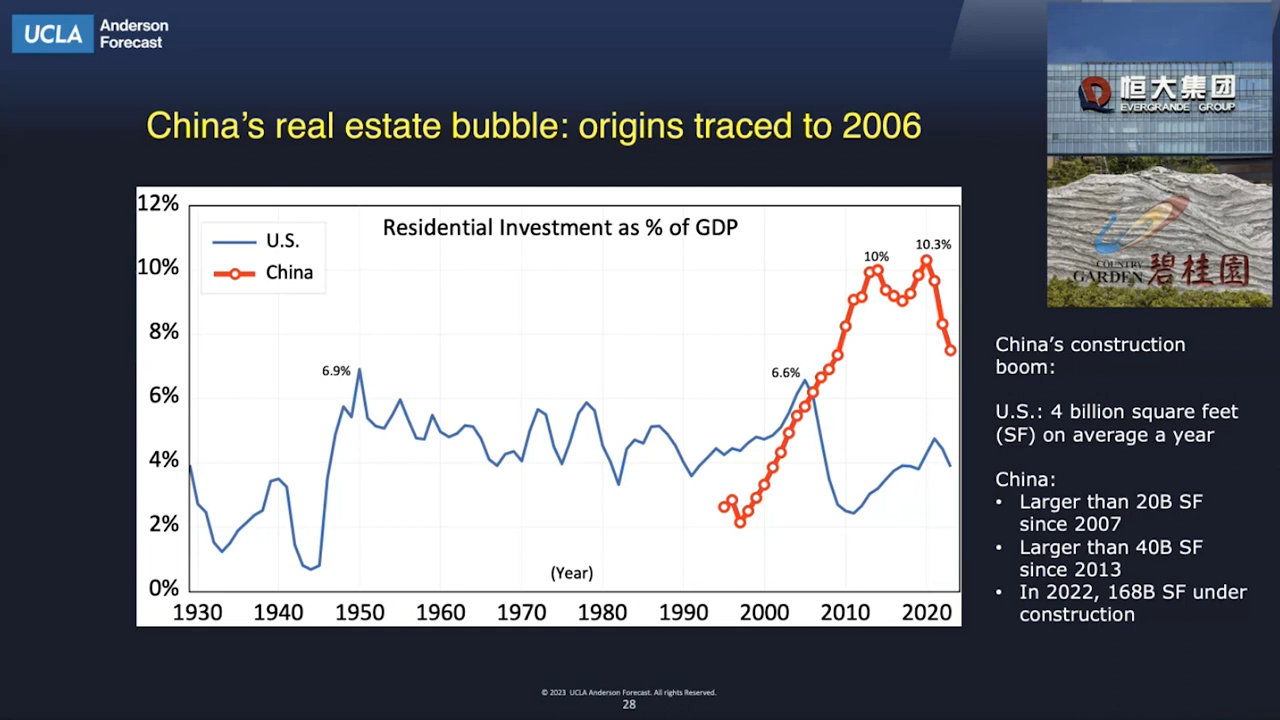 UCLA
Anderson
Forecast
恒大集团
EVERGRANDE GROUP
COUNTRY
GARDEN 碧桂園
China’s real estate bubble: origins traced to 2006
Residential Investment as % of GDP
U.S.
China
12%
10%
8%
6%
4%
2%
0%
6.9%
6.6%
10%
10.3%
(Year)
1930 1940 1950 1960 1970 1980 1990 2000 2010 2020
China’s construction
boom:
U.S.: 4 billion square feet
(SF) on average a year
China:
• Larger than 20B SF
since 2007
• Larger than 40B SF
since 2013
• In 2022, 168B SF under
construction
© 2023 UCLA Anderson Forecast. All rights Reserved.
28